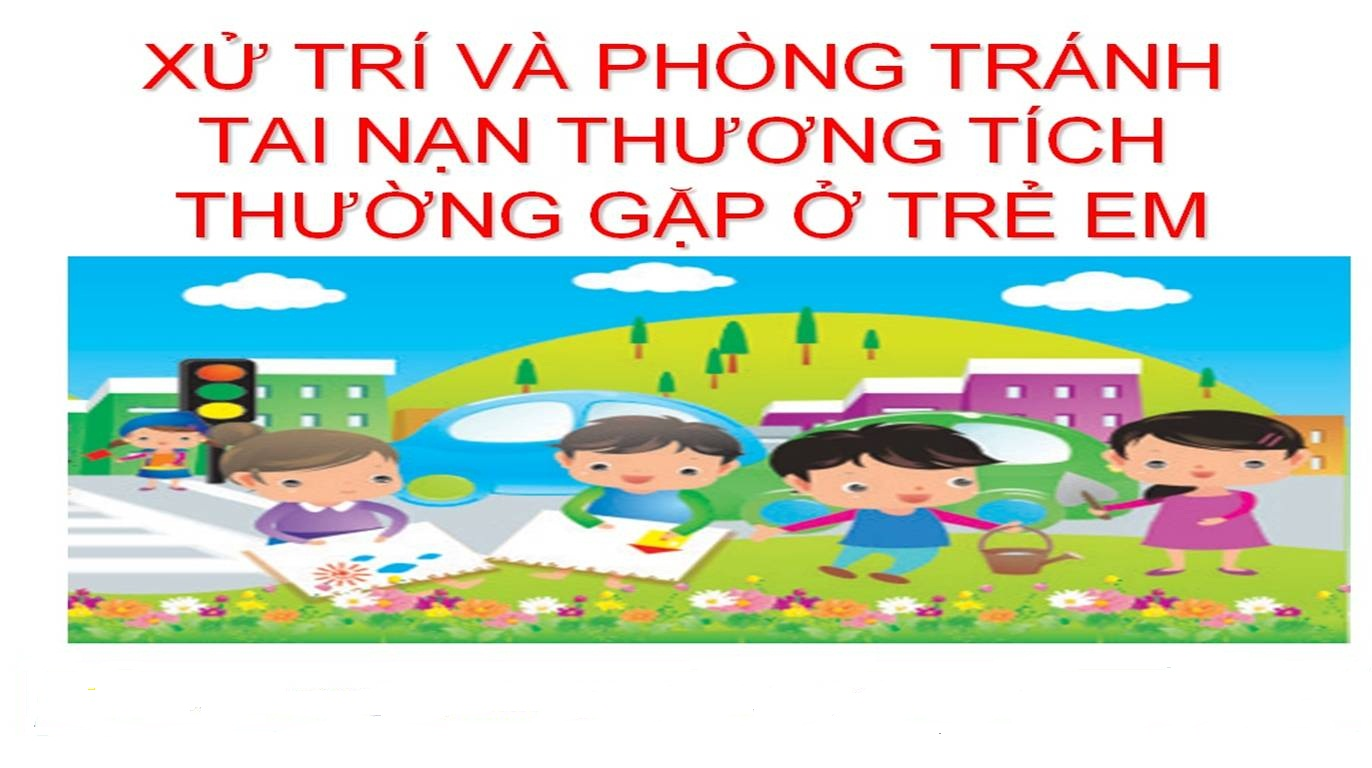 XỬ TRÍ VÀ PHÒNG TRÁNH
TAI NẠN THƯƠNG TÍCH
THƯỜNG GẶP Ở TRẺ EM